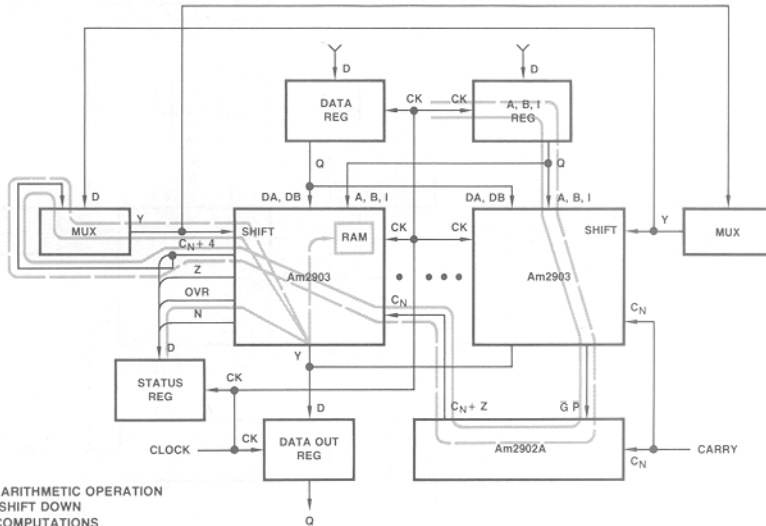 D
D
DATA
REG
CK
CK
A, B, I
REG
Q
Q
D
DA, DB
A, B, I
DA, DB
A, B, I
MUX
Y
SHIFT
RAM
CK
CK
SHIFT
Y
MUX
CN + 4
Am2903
Am2903
Z
CN
CN
OVR
N
D
Y
STATUS
REG
CK
D
CN + Z
G̅ P̅
CLOCK
CK
DATA OUT
REG
Am2902A
CN
CARRY
Q
ARITHMETIC OPERATION
SHIFT DOWN
COMPUTATIONS